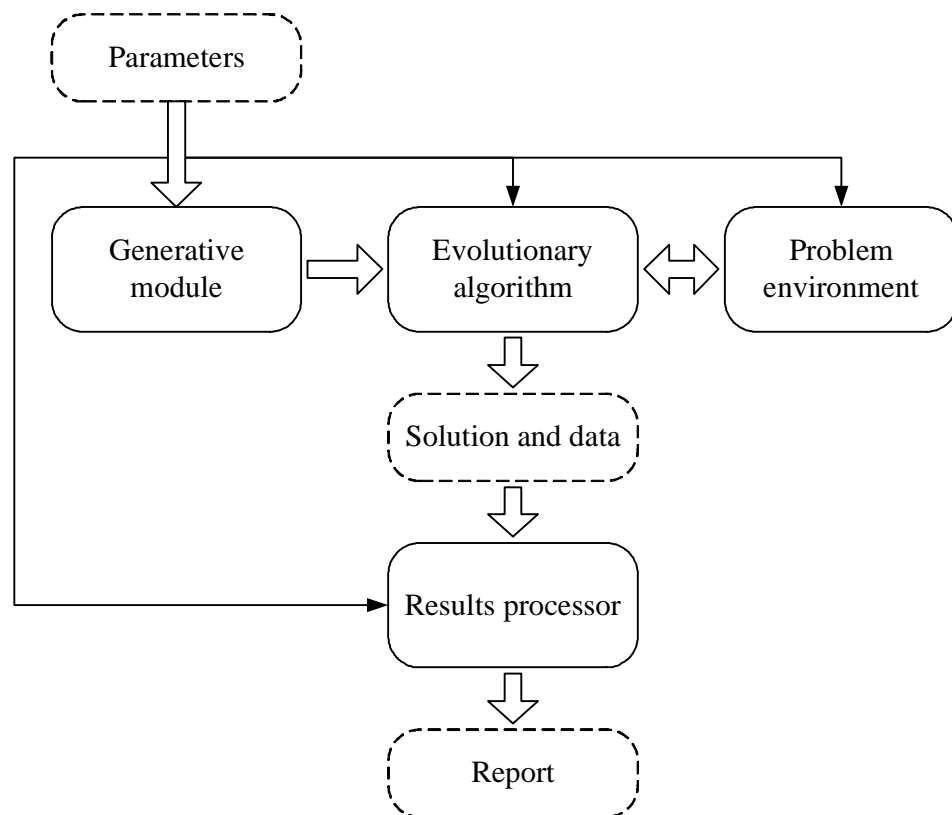 Parameters
Generative
module
Evolutionary
algorithm
Problem
environment
Solution and data
Results processor
Report